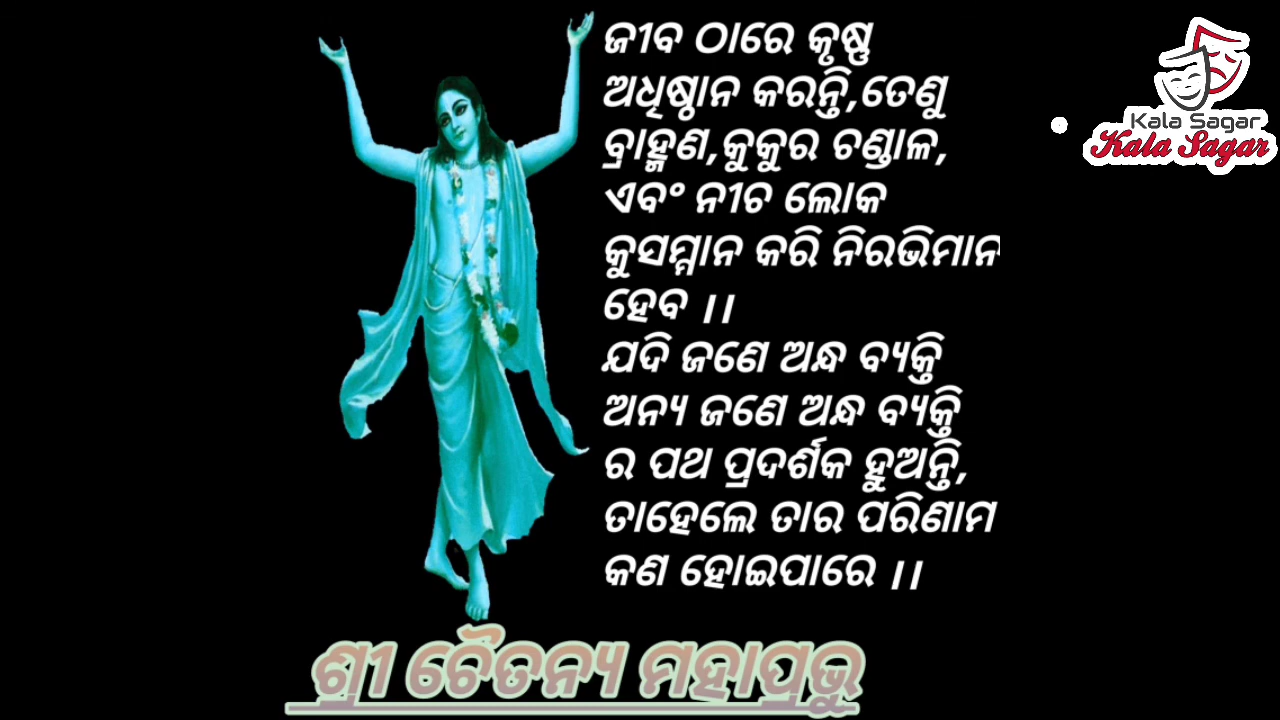 ଜୀବ ଠାରେ କୃଷ୍ଣ
ଅଧିଷ୍ଠାନ କରନ୍ତି,ତେଣୁ
ବ୍ରାହ୍ମଣ,କୁକୁର ଚଣ୍ଡାଳ,
ଏବଂ ନୀଚ ଲୋକ
କୁସମ୍ମାନ କରି ନିରଭିମାନ
ହେବ ।।
ଯଦି ଜଣେ ଅନ୍ଧ ବ୍ୟକ୍ତି
ଅନ୍ୟ ଜଣେ ଅନ୍ଧ ବ୍ୟକ୍ତି
ର ପଥ ପ୍ରଦର୍ଶକ ହୁଅନ୍ତି,
ତାହେଲେ ତାର ପରିଣାମ
କଣ ହୋଇପାରେ ।।
ଶ୍ରୀ ଚୈତନ୍ୟ ମହାପ୍ରଭୁ
Kala Sagar
Kala Sagar